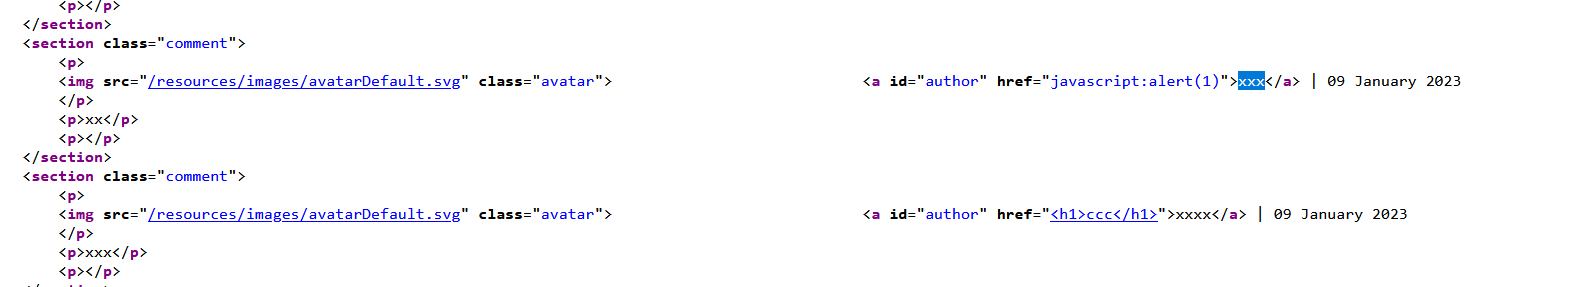 <p></p>
</section>
<section class="comment">
<p>
<img src="/resources/images/avatarDefault.svg" class="avatar"> <a id="author" href="javascript:alert(1)">xxx</a> | 09 January 2023
</p>
<p>xx</p>
<p></p>
</section>
<section class="comment">
<p>
<img src="/resources/images/avatarDefault.svg" class="avatar"> <a id="author" href="<h1>ccc</h1>">xxxx</a> | 09 January 2023
</p>
<p>xxx</p>
<p></p>
</section>